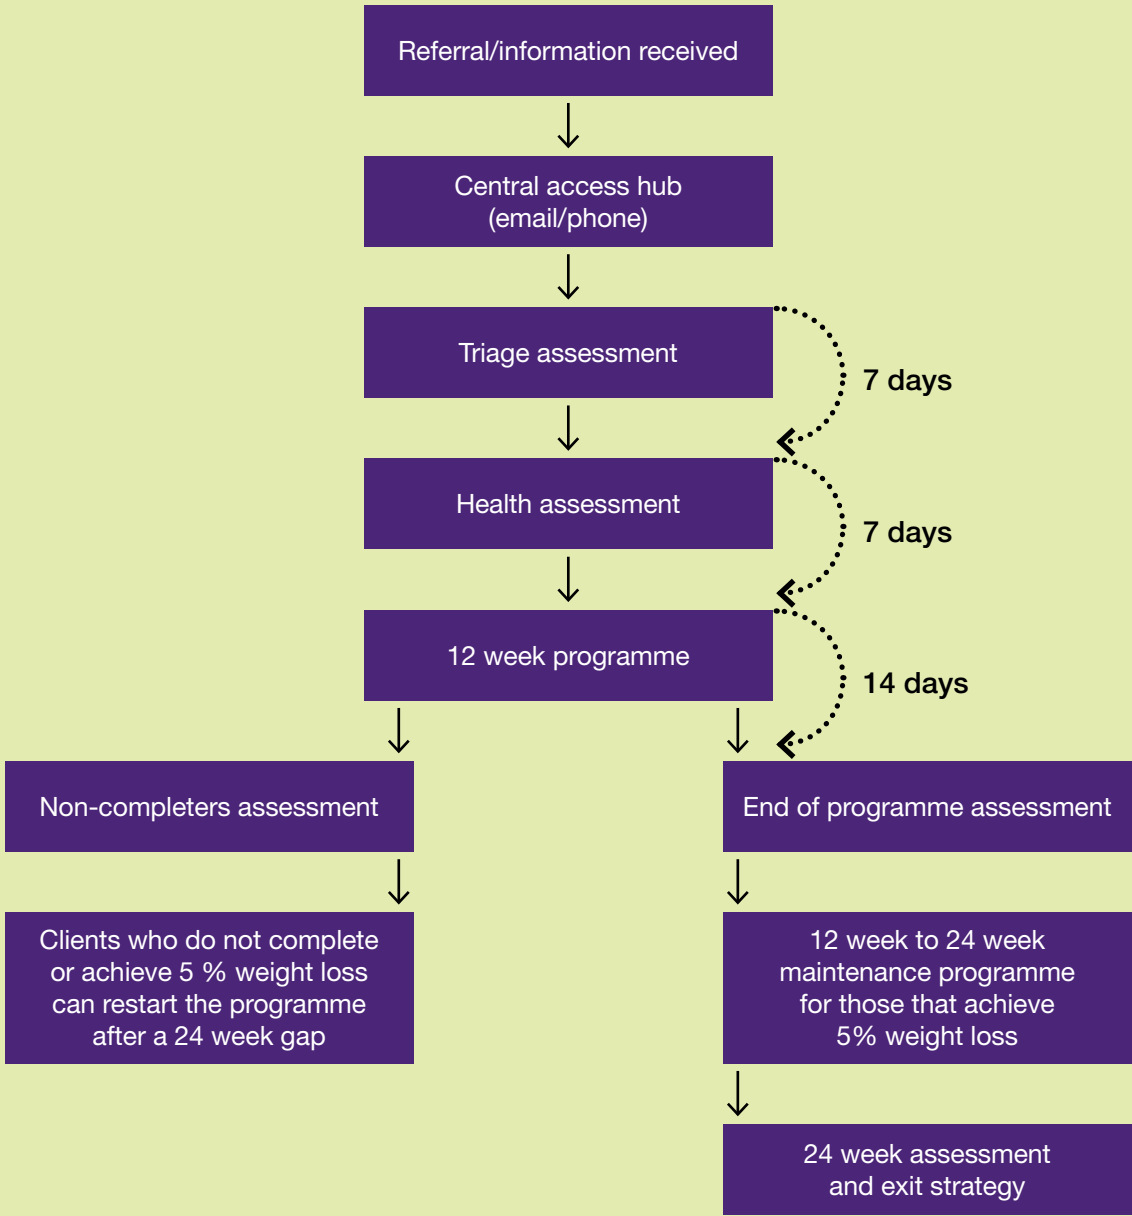 Referral/information received
Central access hub
(email/phone)
Triage assessment
7 days
Health assessment
7 days
12 week programme
14 days
Non-completers assessment
End of programme assessment
Clients who do not complete
or achieve 5 % weight loss
can restart the programme
after a 24 week gap
12 week to 24 week
maintenance programme
for those that achieve
5% weight loss
24 week assessment
and exit strategy